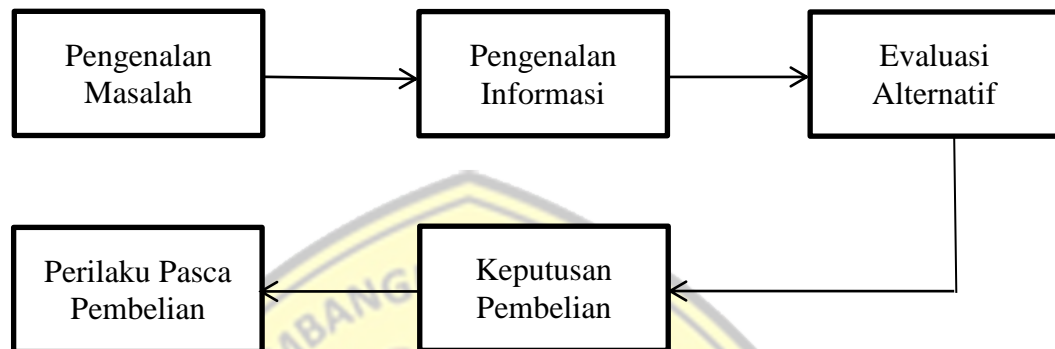 Pengenalan
Masalah
Pengenalan
Informasi
Evaluasi
Alternatif
Perilaku Pasca
Pembelian
Keputusan
Pembelian